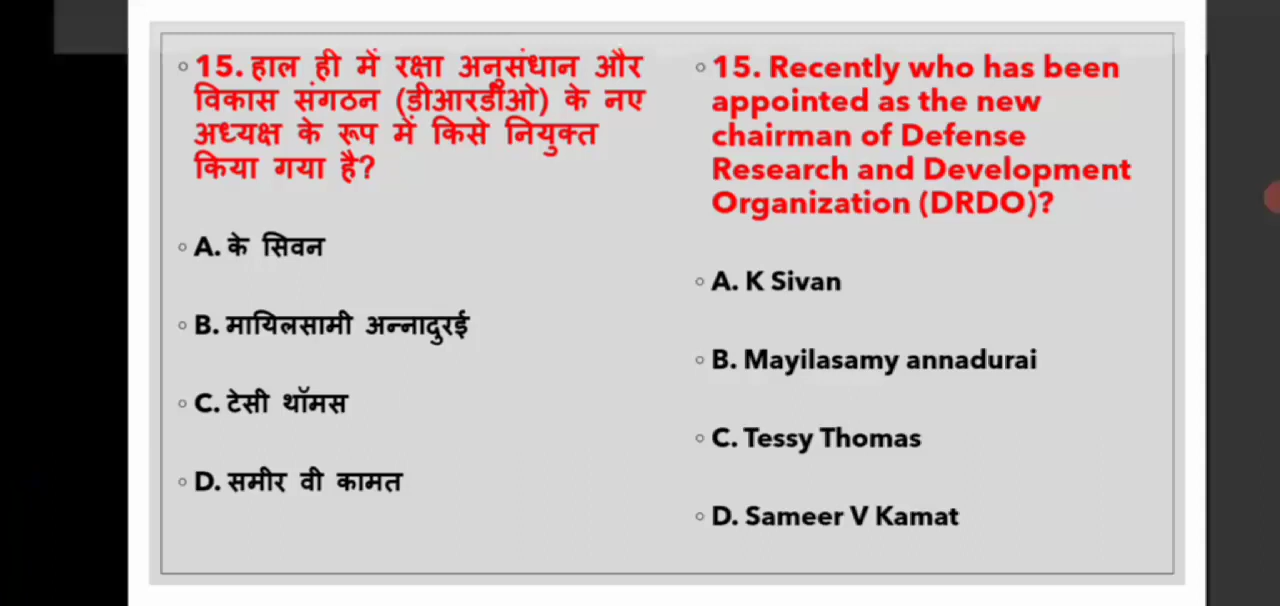 15. हाल ही में रक्षा अनुसंधान और
विकास संगठन (डीआरडीओ) के नए
अध्यक्ष के रूप में किसे नियुक्त
किया गया है?
A. के सिवन
B. मायिलसामी अन्नादुरई
C. टेसी थॉमस
D. समीर वी कामत
15. Recently who has been
appointed as the new
chairman of Defense
Research and Development
Organization (DRDO)?
A. K Sivan
B. Mayilasamy annadurai
C. Tessy Thomas
D. Sameer V Kamat